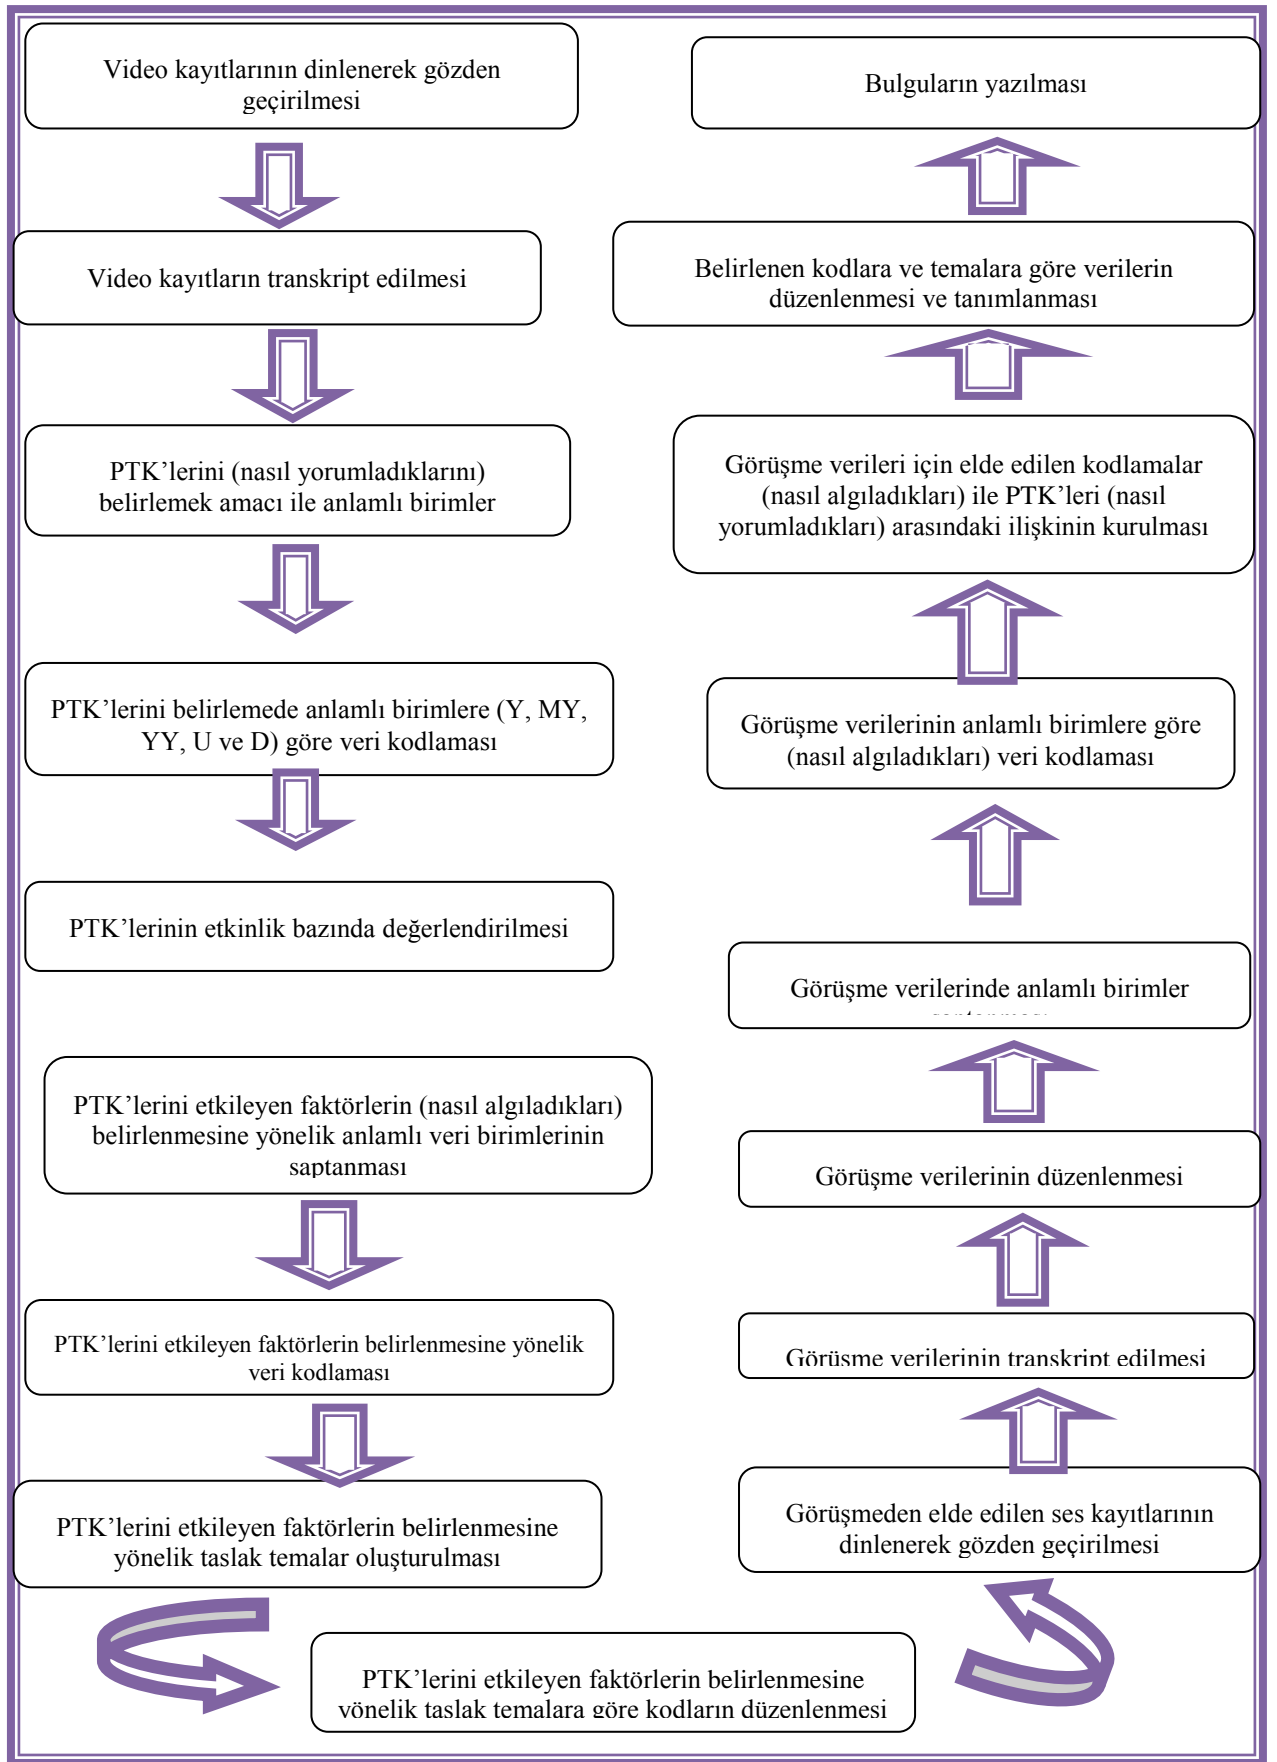 Video kayıtlarının dinlenerek gözden
geçirilmesi
Video kayıtların transkript edilmesi
PTK’lerini (nasıl yorumladıklarını)
belirlemek amacı ile anlamlı birimler
PTK’lerini belirlemede anlamlı birimlere (Y, MY,
YY, U ve D) göre veri kodlaması
PTK’lerinin etkinlik bazında değerlendirilmesi
PTK’lerini etkileyen faktörlerin (nasıl algıladıkları)
belirlenmesine yönelik anlamlı veri birimlerinin
saptanması
PTK’lerini etkileyen faktörlerin belirlenmesine yönelik
veri kodlaması
PTK’lerini etkileyen faktörlerin belirlenmesine
yönelik taslak temalar oluşturulması
PTK’lerini etkileyen faktörlerin belirlenmesine
yönelik taslak temalara göre kodların düzenlenmesi
Görüşmeden elde edilen ses kayıtlarının
dinlenerek gözden geçirilmesi
Görüşme verilerinin transkript edilmesi
Görüşme verilerinin düzenlenmesi
Görüşme verilerinde anlamlı birimler
Görüşme verilerinin anlamlı birimlere göre
(nasıl algıladıkları) veri kodlaması
Görüşme verileri için elde edilen kodlamalar
(nasıl algıladıkları) ile PTK’leri (nasıl
yorumladıkları) arasındaki ilişkinin kurulması
Belirlenen kodlara ve temalara göre verilerin
düzenlenmesi ve tanımlanması
Bulguların yazılması